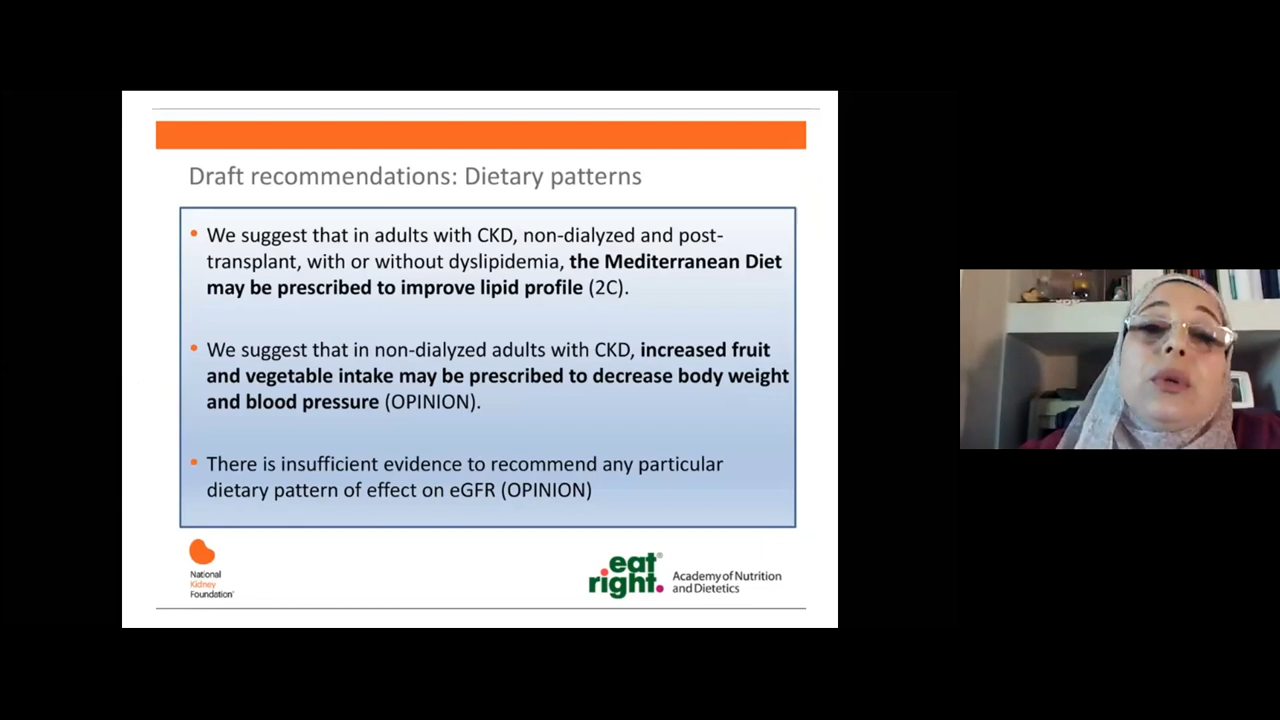 Draft recommendations: Dietary patterns
• We suggest that in adults with CKD, non-dialyzed and post-
transplant, with or without dyslipidemia, the Mediterranean Diet
may be prescribed to improve lipid profile (2C).
• We suggest that in non-dialyzed adults with CKD, increased fruit
and vegetable intake may be prescribed to decrease body weight
and blood pressure (OPINION).
• There is insufficient evidence to recommend any particular
dietary pattern of effect on eGFR (OPINION)
National
Kidney
Foundation®
eat®
right.
Academy of Nutrition
and Dietetics